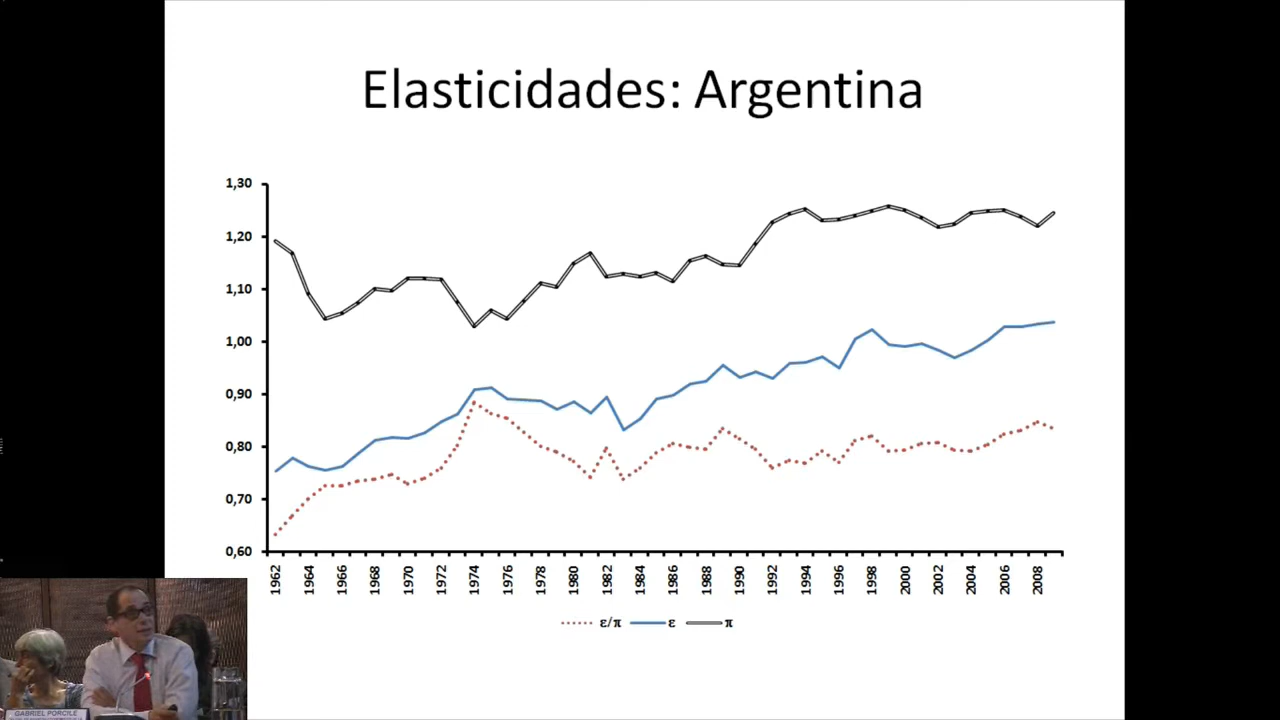 Elasticidades: Argentina
1,30
1,20
1,10
1,00
0,90
0,80
0,70
0,60
1962 1964 1966 1968 1970 1972 1974 1976 1978 1980 1982 1984 1986 1988 1990 1992 1994 1996 1998 2000 2002 2004 2006 2008
ε/π ε π
GABRIEL PORCILE